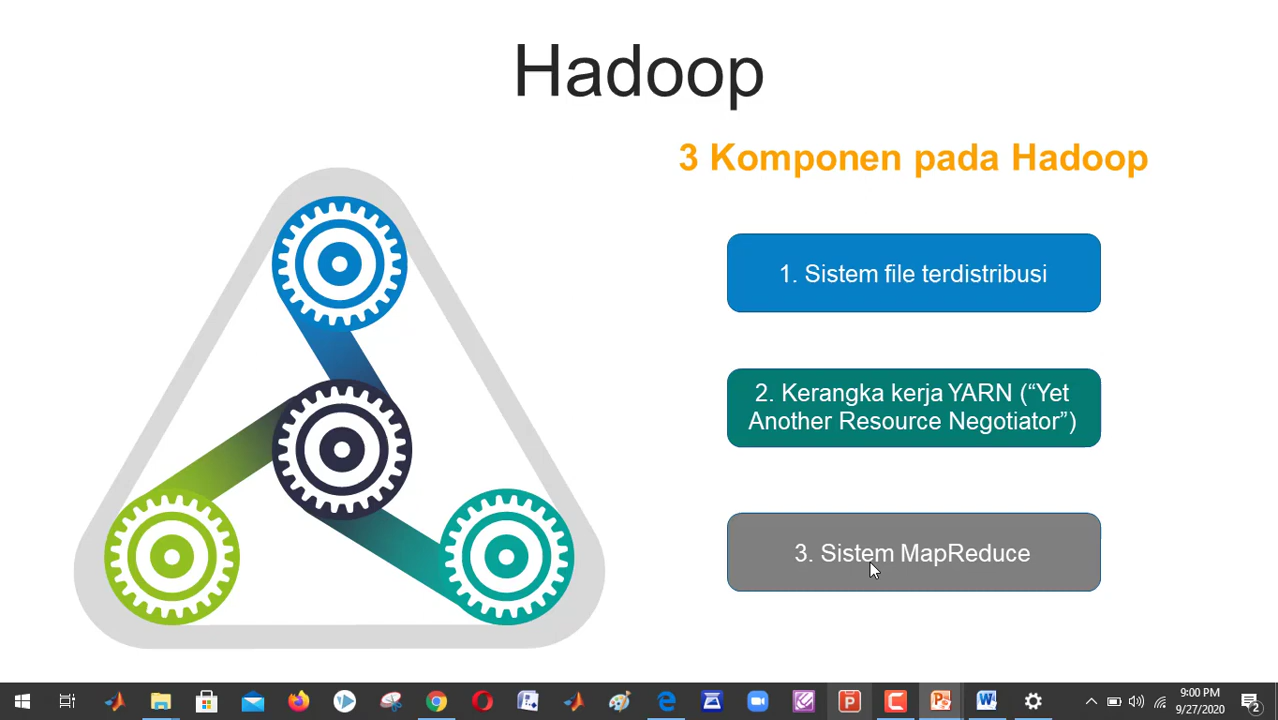 Hadoop
3 Komponen pada Hadoop
1. Sistem file terdistribusi
2. Kerangka kerja YARN (“Yet
Another Resource Negotiator”)
3. Sistem MapReduce
9:00 PM
9/27/2020
2